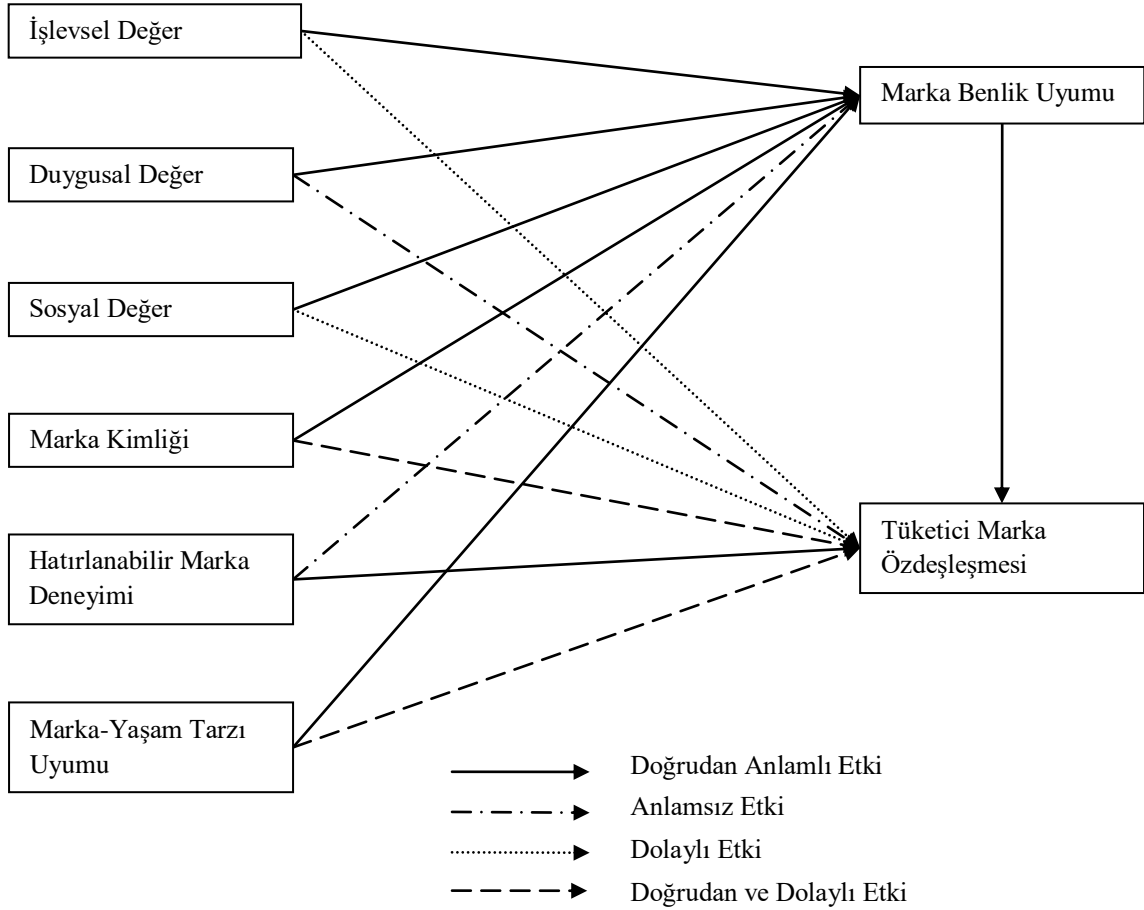 İşlevsel Değer
Marka Benlik Uyumu
Duygusal Değer
Sosyal Değer
Marka Kimliği
Tüketici Marka
Özdeşleşmesi
Hatırlanabilir Marka
Deneyimi
Marka-Yaşam Tarzı
Uyumu
Doğrudan Anlamlı Etki
Anlamsız Etki
Dolaylı Etki
Doğrudan ve Dolaylı Etki